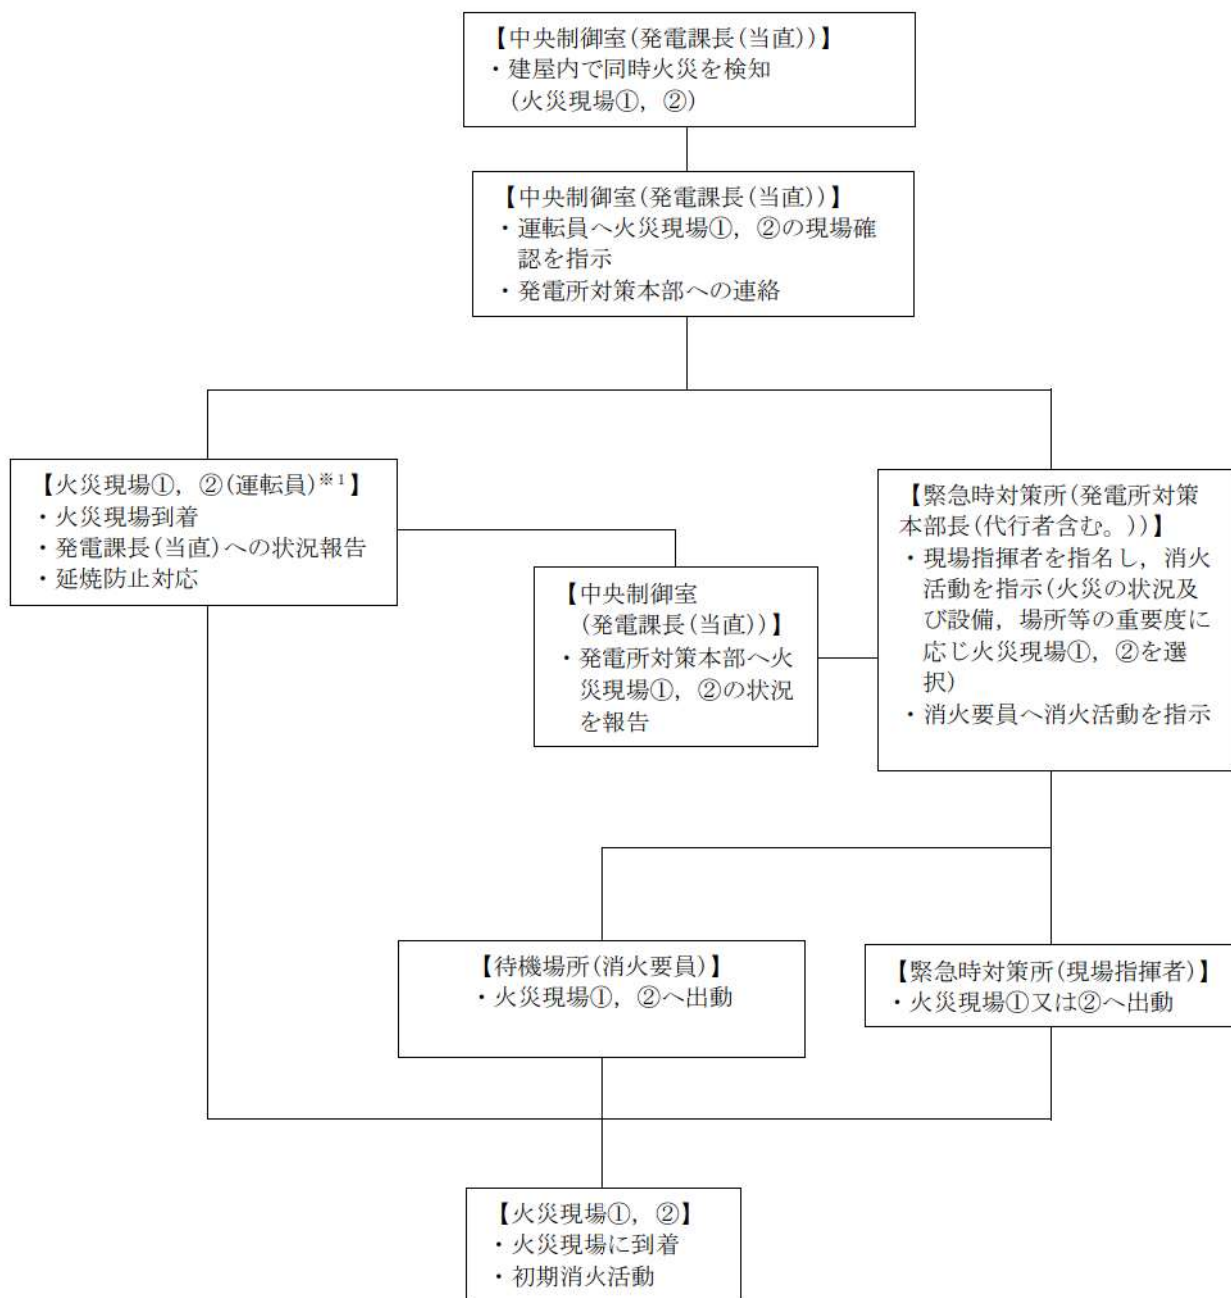 【中央制御室(発電課長(当直))】
・建屋内で同時火災を検知
(火災現場①，②)
【中央制御室(発電課長(当直))】
・運転員へ火災現場①，②の現場確
認を指示
・発電所対策本部への連絡
【火災現場①，②(運転員)※1】
・火災現場到着
・発電課長(当直)への状況報告
・延焼防止対応
【中央制御室
(発電課長(当直))】
・発電所対策本部へ火
災現場①，②の状況
を報告
【緊急時対策所(発電所対策
本部長(代行者含む。))】
・現場指揮者を指名し，消火
活動を指示(火災の状況及
び設備，場所等の重要度に
応じ火災現場①，②を選
択)
・消火要員へ消火活動を指示
【待機場所(消火要員)】
・火災現場①，②へ出動
【緊急時対策所(現場指揮者)】
・火災現場①又は②へ出動
【火災現場①，②】
・火災現場に到着
・初期消火活動